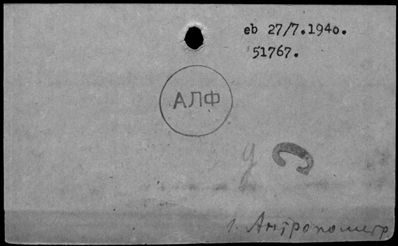 eb 27/7.1940.
51767.
АЛФ
у С
1. Антропометр.